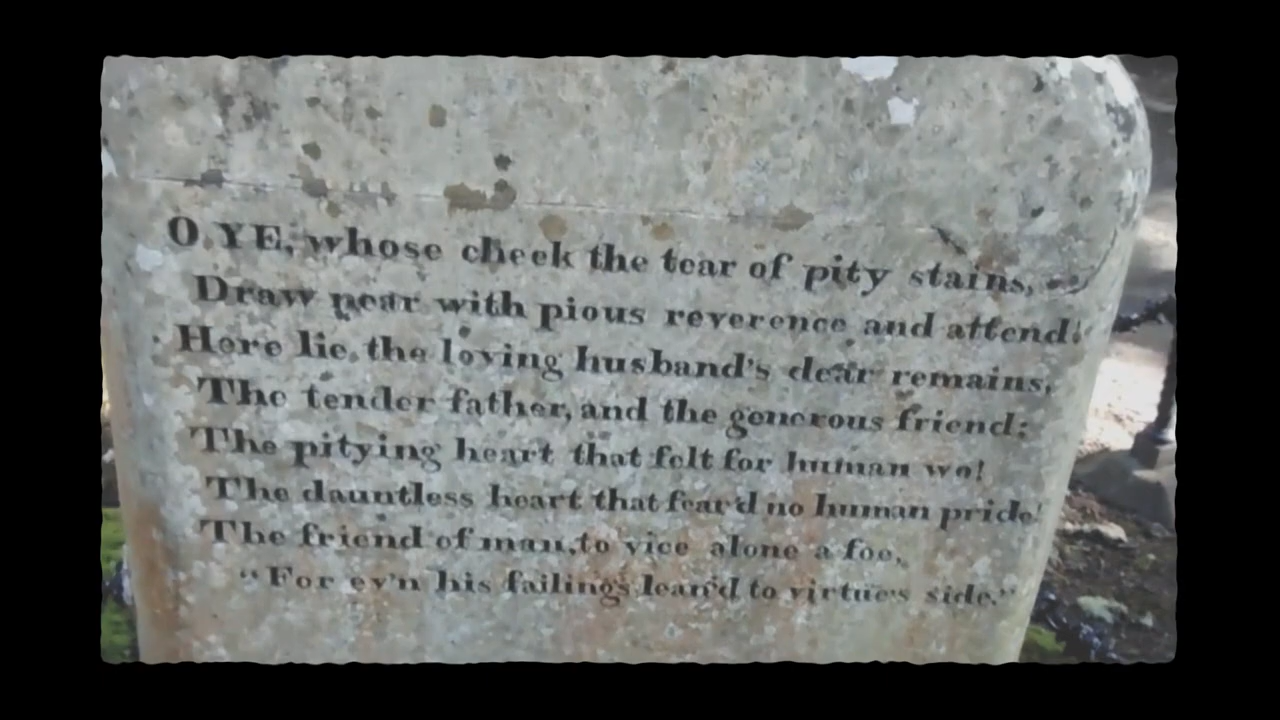 O YE, whose cheek the tear of pity stains,
Draw near with pious reverence and attend!
Here lie the loving husband's dear remains,
The tender father, and the generous friend:
The pitying heart that felt for human wo!
The dauntless heart that fear'd no human pride!
The friend of man, to vice alone a foe,
"For ev'n his failings lean'd to virtue's side."